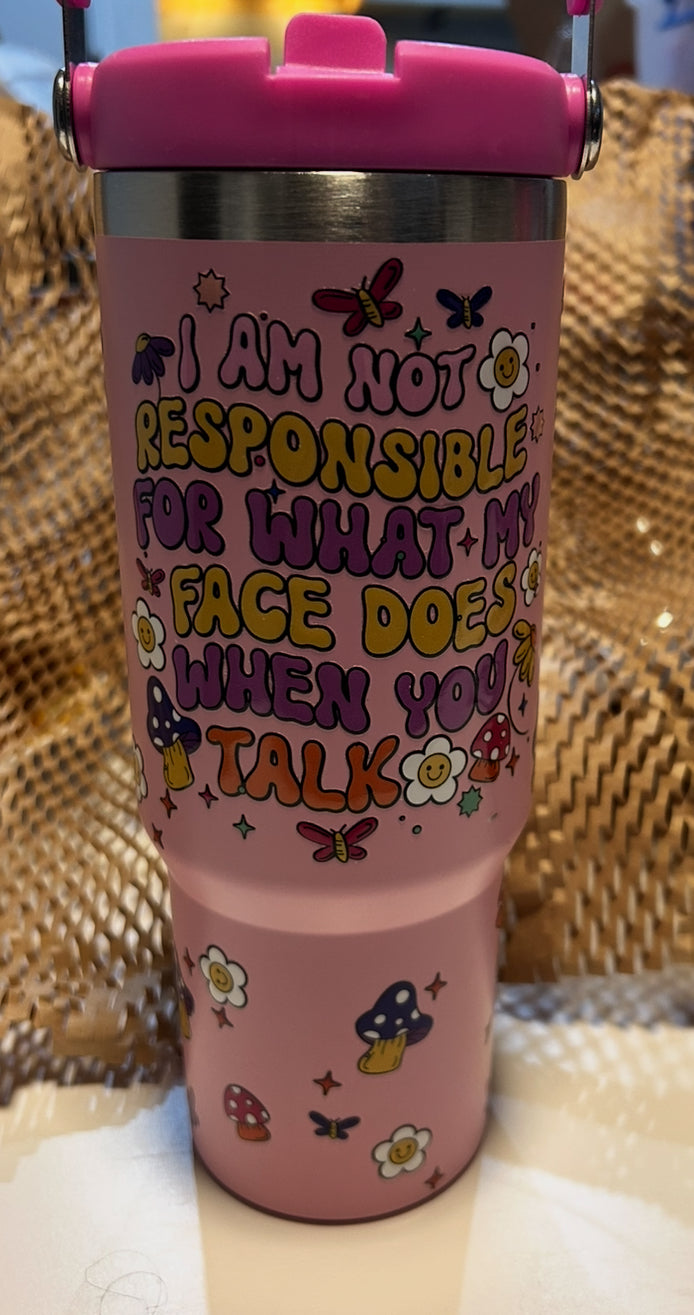 I AM NOT
RESPONSIBLE
FOR WHAT MY
FACE DOES
WHEN YOU
TALK